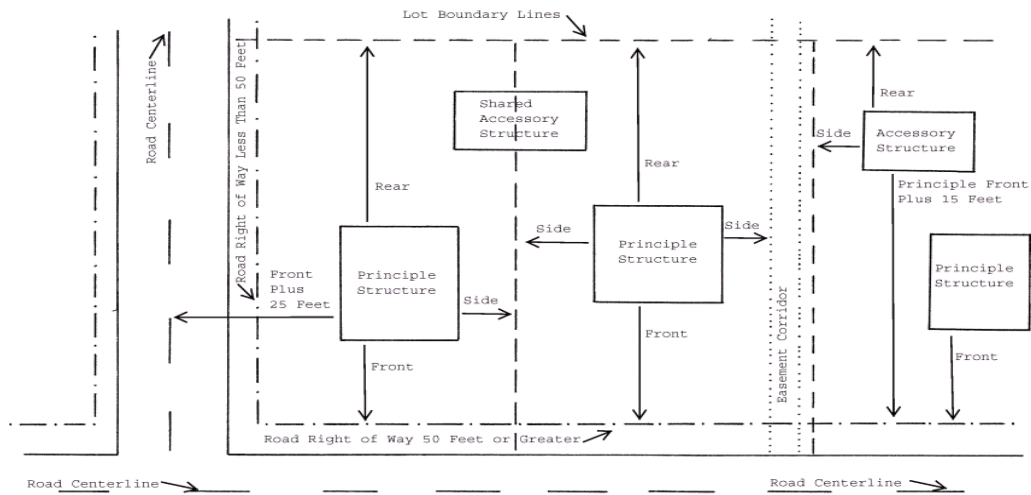 Lot Boundary Lines
Road Centerline
Road Right of Way Less Than 50 Feet
Shared
Accessory
Structure
Rear
Rear
Rear
Side
Accessory
Structure
Principle Front
Plus 15 Feet
Side
Side
Principle
Structure
Principle
Structure
Principle
Structure
Front
Plus
25 Feet
Side
Easement Corridor
Front
Front
Front
Road Right of Way 50 Feet or Greater
Road Centerline
Road Centerline